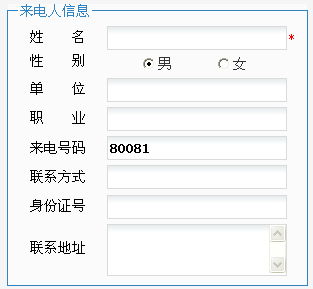 来电人信息
姓 名 *
性 别 男 女
单 位
职 业
来电号码 80081
联系方式
身份证号
联系地址